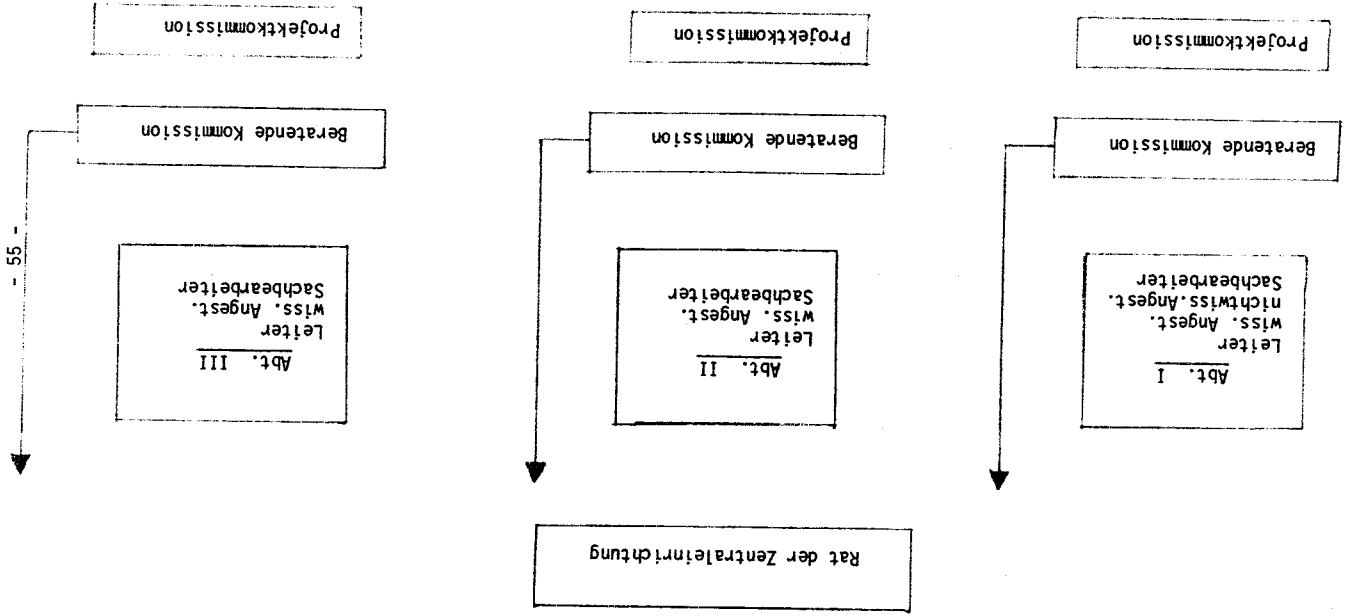 Rat der Zentraleinrichtung
Abt. I
Leiter
wiss. Angest.
nichtwiss.Angest.
Sachbearbeiter
Abt. II
Leiter
wiss. Angest.
Sachbearbeiter
Abt. III
Leiter
wiss. Angest.
Sachbearbeiter
- 55 -
Beratende Kommission
Beratende Kommission
Beratende Kommission
Projektkommission
Projektkommission
Projektkommission